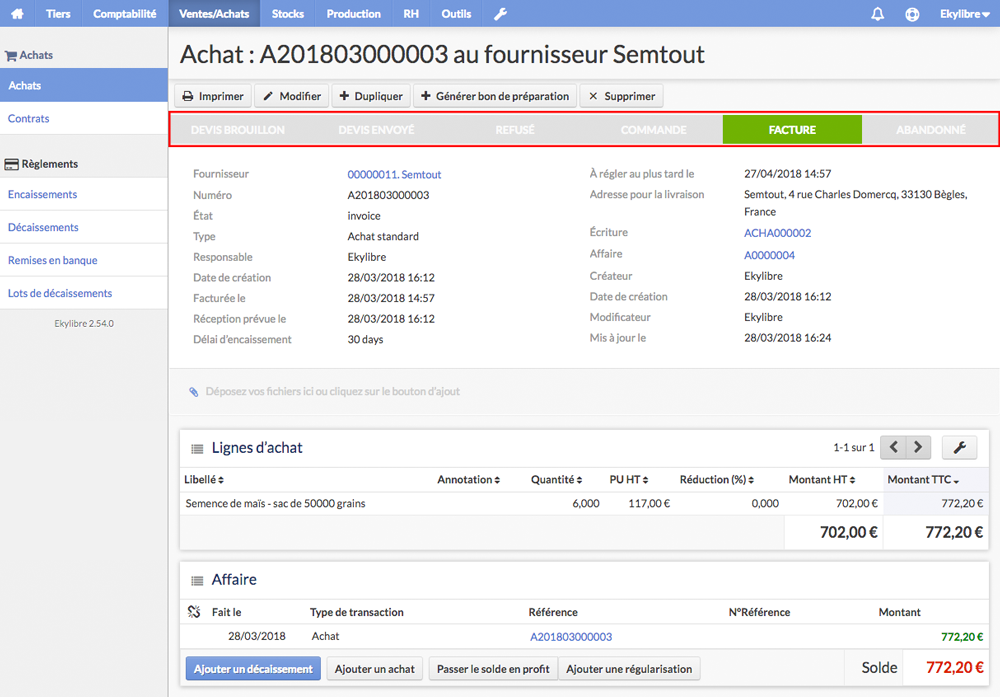 Tiers Comptabilité Ventes/Achats Stocks Production RH Outils Ekylibre
Achats
Achats
Contrats
Règlements
Encaissements
Décaissements
Remises en banque
Lots de décaissements
Ekylibre 2.54.0
Achat : A201803000003 au fournisseur Semtout
Imprimer Modifier Dupliquer Générer bon de préparation Supprimer
DEVIS BROUILLON DEVIS ENVOYÉ REFUSÉ COMMANDE FACTURE ABANDONNÉ
Fournisseur 00000011. Semtout
Numéro A201803000003
État invoice
Type Achat standard
Responsable Ekylibre
Date de création 28/03/2018 16:12
Facturée le 28/03/2018 14:57
Réception prévue le 28/03/2018 16:12
Délai d'encaissement 30 days
À régler au plus tard le 27/04/2018 14:57
Adresse pour la livraison Semtout, 4 rue Charles Domercq, 33130 Bègles,
France
Écriture ACHA000002
Affaire A0000004
Créateur Ekylibre
Date de création 28/03/2018 16:12
Modificateur Ekylibre
Mis à jour le 28/03/2018 16:24
Déposez vos fichiers ici ou cliquez sur le bouton d'ajout
Lignes d'achat 1-1 sur 1
Libellé Annotation Quantité PU HT Réduction (%) Montant HT Montant TTC
Semence de maïs - sac de 50000 grains 6,000 117,00 € 0,000 702,00 € 772,20 €
702,00 € 772,20 €
Affaire
Fait le Type de transaction Référence N°Référence Montant
28/03/2018 Achat A201803000003 772,20 €
Ajouter un décaissement Ajouter un achat Passer le solde en profit Ajouter une régularisation Solde 772,20 €